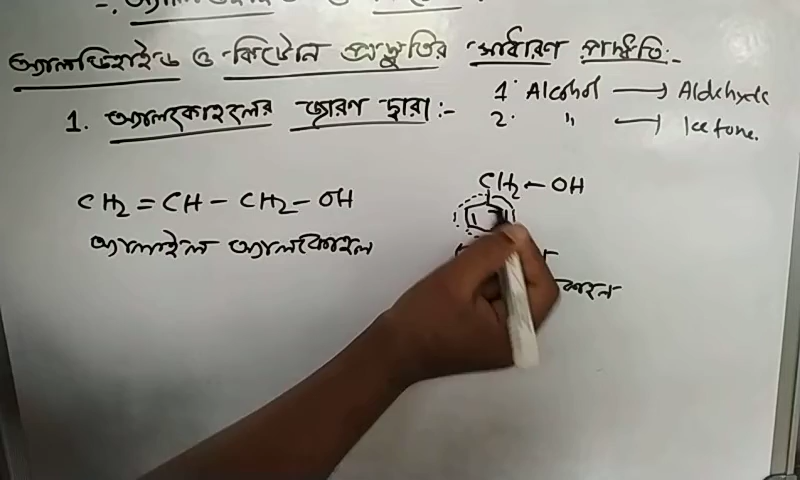 অ্যালডিহাইড ও কিটোন প্রস্তুতির সাধারণ পদ্ধতি:-
1. অ্যালকোহলের জারণ দ্বারা :-
1. Alcohol ⟶ Aldehyde
2. " ⟶ Ketone.
CH2 = CH - CH2 - OH
অ্যালাইল অ্যালকোহল
CH2 - OH